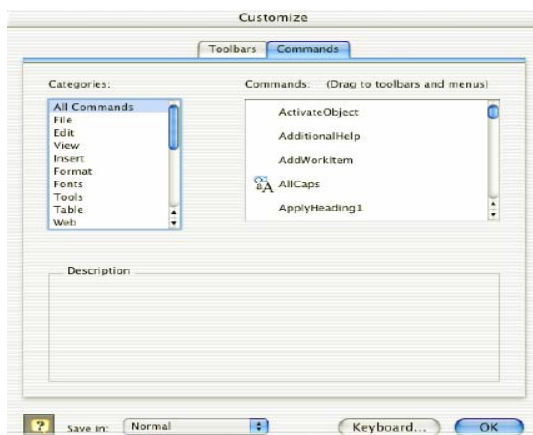 Customize
Toolbars
Commands
Categories:
Commands: (Drag to toolbars and menus)
All Commands
File
Edit
View
Insert
Format
Fonts
Tools
Table
Web
ActivateObject
AdditionalHelp
AddWorkItem
AllCaps
ApplyHeading1
Description
?
Save in:
Normal
Keyboard...
OK